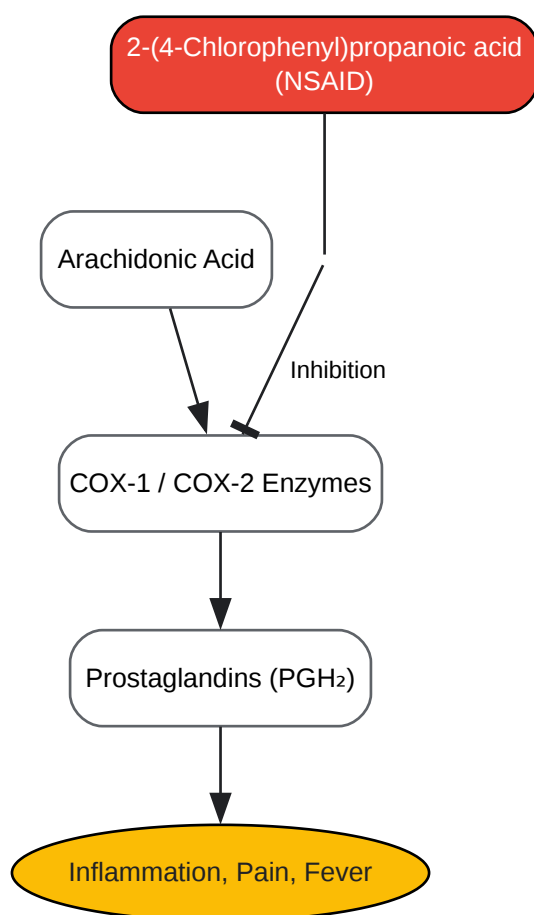 2-(4-Chlorophenyl)propanoic acid
(NSAID)
Arachidonic Acid
Inhibition
COX-1 / COX-2 Enzymes
Prostaglandins (PGH₂)
Inflammation, Pain, Fever